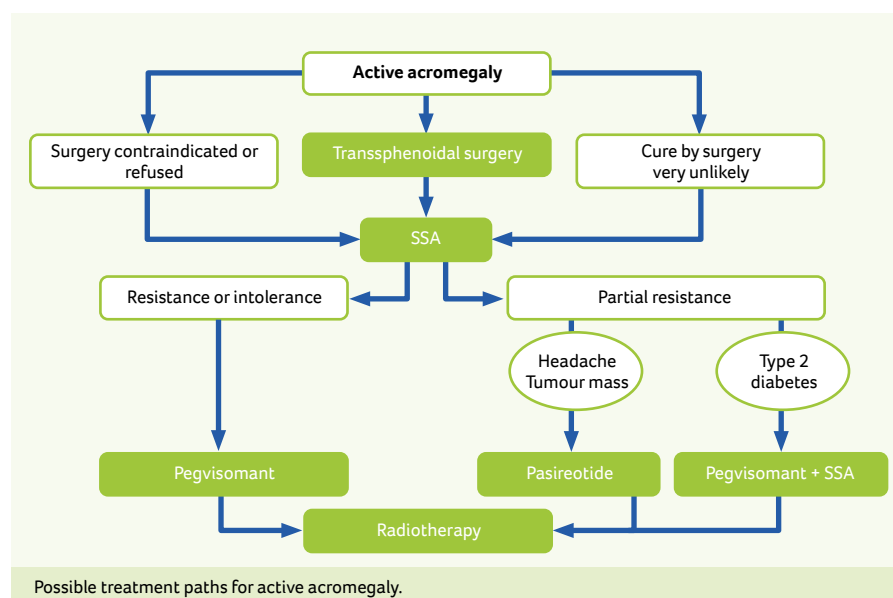 Active acromegaly
Surgery contraindicated or
refused
Transsphenoidal surgery
Cure by surgery
very unlikely
SSA
Resistance or intolerance
Partial resistance
Headache
Tumour mass
Type 2
diabetes
Pegvisomant
Pasireotide
Pegvisomant + SSA
Radiotherapy
Possible treatment paths for active acromegaly.